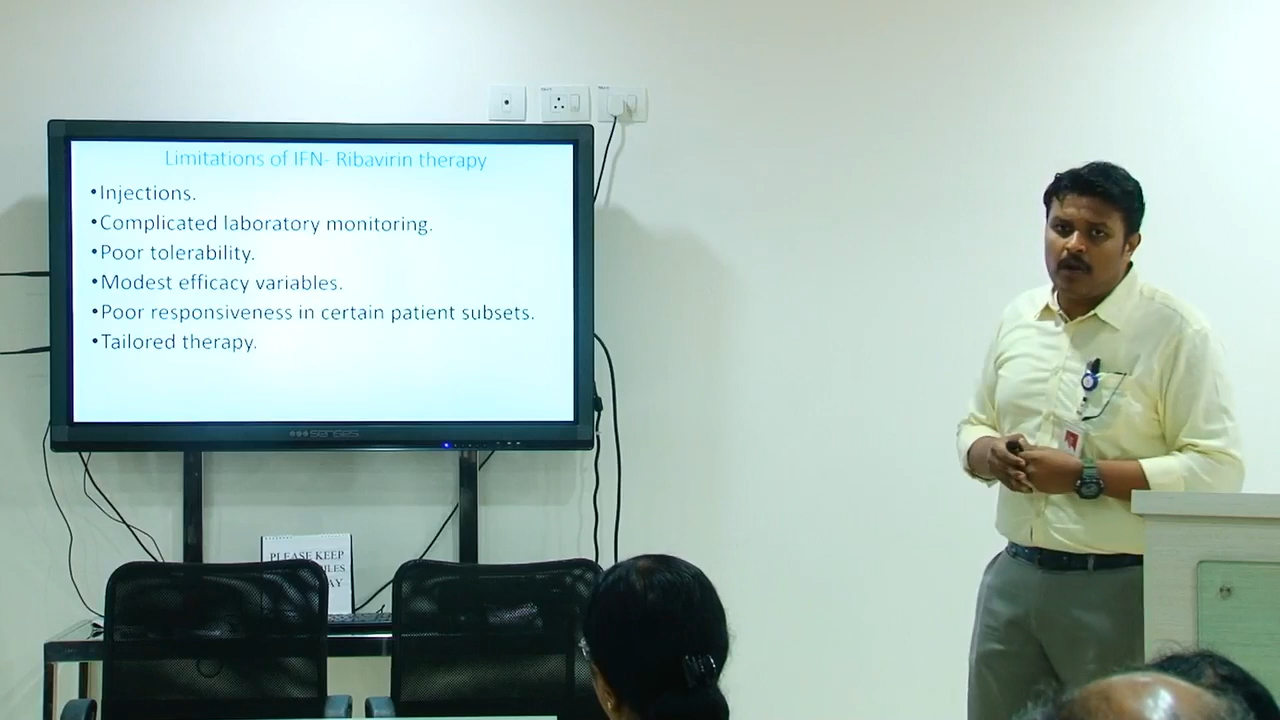 Limitations of IFN- Ribavirin therapy
•Injections.
•Complicated laboratory monitoring.
•Poor tolerability.
•Modest efficacy variables.
•Poor responsiveness in certain patient subsets.
•Tailored therapy.
senses
PLEASE KEEP